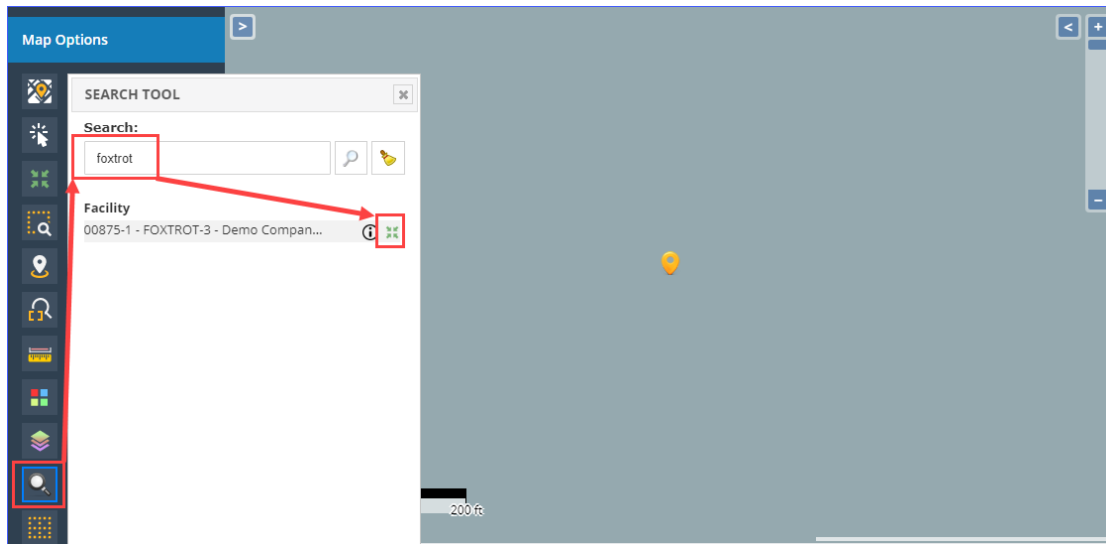 Map Options
>
<
+
SEARCH TOOL
Search:
foxtrot
Facility
00875-1 - FOXTROT-3 - Demo Compan...
−
200 ft